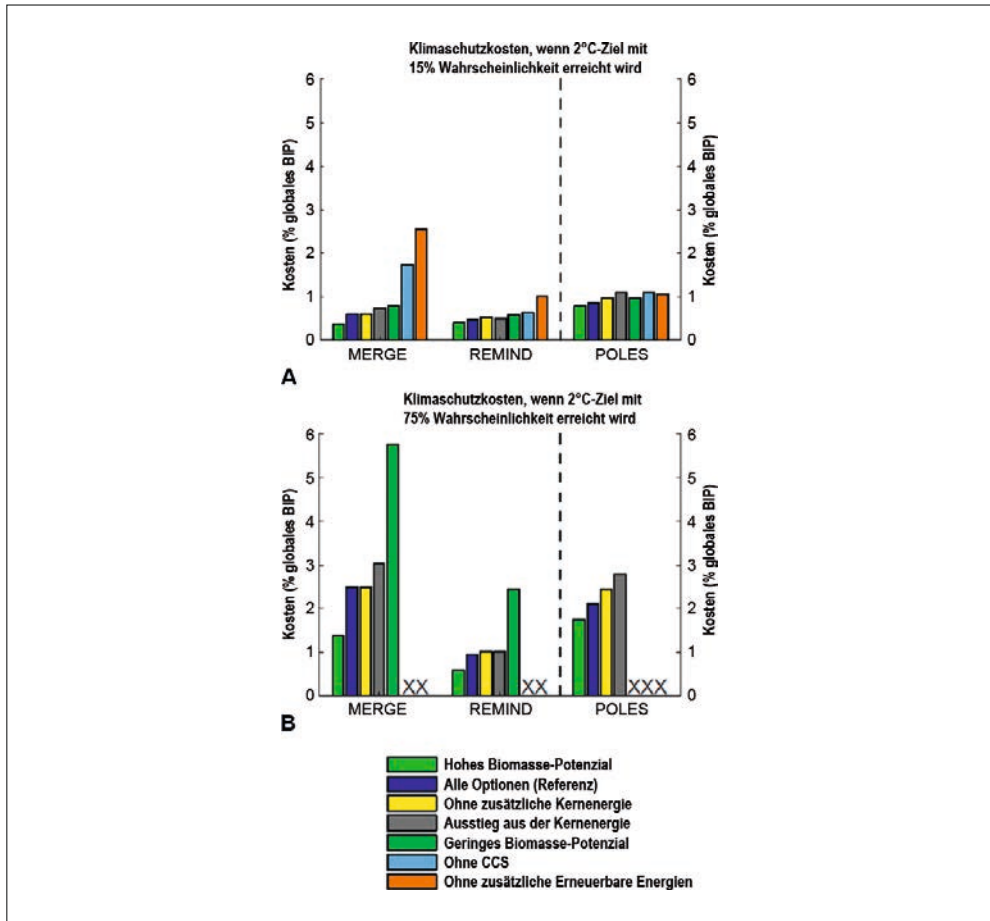 Klimaschutzkosten, wenn 2°C-Ziel mit
15% Wahrscheinlichkeit erreicht wird
Kosten (% globales BIP)
6
5
4
3
2
1
0
6
5
4
3
2
1
0
Kosten (% globales BIP)
MERGE
REMIND
POLES
A
Klimaschutzkosten, wenn 2°C-Ziel mit
75% Wahrscheinlichkeit erreicht wird
Kosten (% globales BIP)
6
5
4
3
2
1
0
6
5
4
3
2
1
0
Kosten (% globales BIP)
XX
XX
XXX
MERGE
REMIND
POLES
B
Hohes Biomasse-Potenzial
Alle Optionen (Referenz)
Ohne zusätzliche Kernenergie
Ausstieg aus der Kernenergie
Geringes Biomasse-Potenzial
Ohne CCS
Ohne zusätzliche Erneuerbare Energien